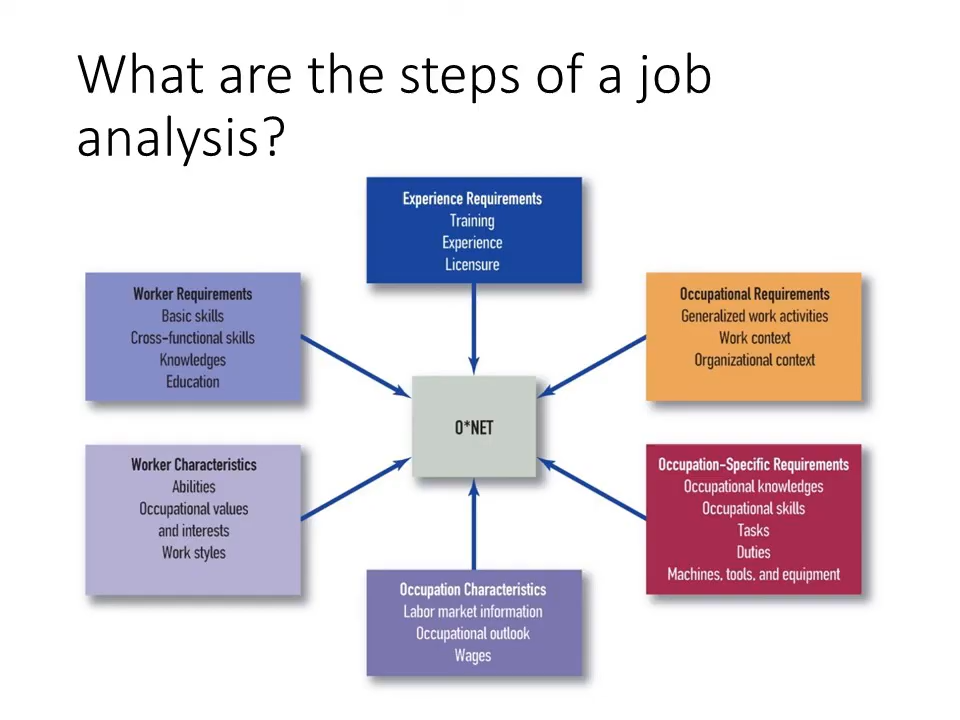 What are the steps of a job
analysis?
Experience Requirements
Training
Experience
Licensure
Worker Requirements
Basic skills
Cross-functional skills
Knowledges
Education
Occupational Requirements
Generalized work activities
Work context
Organizational context
O*NET
Worker Characteristics
Abilities
Occupational values
and interests
Work styles
Occupation-Specific Requirements
Occupational knowledges
Occupational skills
Tasks
Duties
Machines, tools, and equipment
Occupation Characteristics
Labor market information
Occupational outlook
Wages